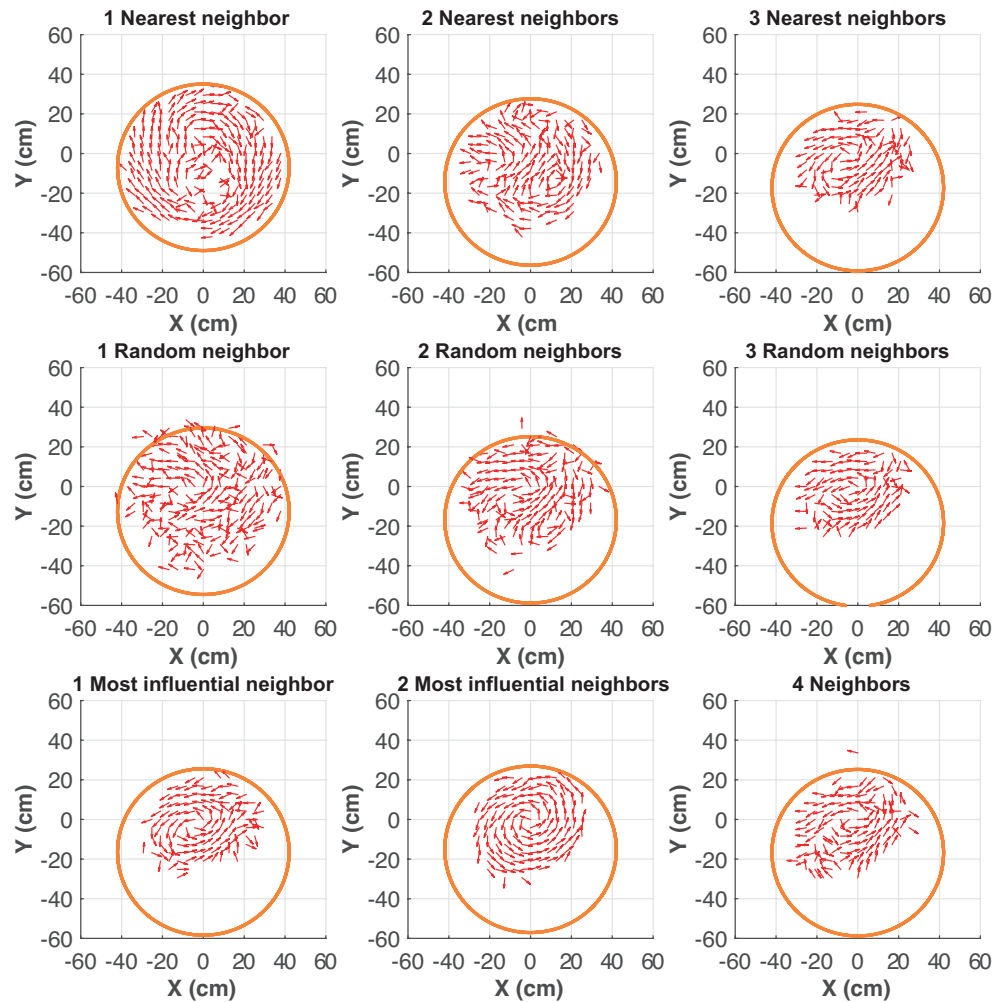 1 Nearest neighbor
2 Nearest neighbors
3 Nearest neighbors
60
40
20
0
-20
-40
-60
Y (cm)
-60 -40 -20 0 20 40 60
X (cm)
60
40
20
0
-20
-40
-60
Y (cm)
-60 -40 -20 0 20 40 60
X (cm
60
40
20
0
-20
-40
-60
Y (cm)
-60 -40 -20 0 20 40 60
X (cm)
1 Random neighbor
2 Random neighbors
3 Random neighbors
60
40
20
0
-20
-40
-60
Y (cm)
-60 -40 -20 0 20 40 60
X (cm)
60
40
20
0
-20
-40
-60
Y (cm)
-60 -40 -20 0 20 40 60
X (cm)
60
40
20
0
-20
-40
-60
Y (cm)
-60 -40 -20 0 20 40 60
X (cm)
1 Most influential neighbor
2 Most influential neighbors
4 Neighbors
60
40
20
0
-20
-40
-60
Y (cm)
-60 -40 -20 0 20 40 60
X (cm)
60
40
20
0
-20
-40
-60
Y (cm)
-60 -40 -20 0 20 40 60
X (cm)
60
40
20
0
-20
-40
-60
Y (cm)
-60 -40 -20 0 20 40 60
X (cm)